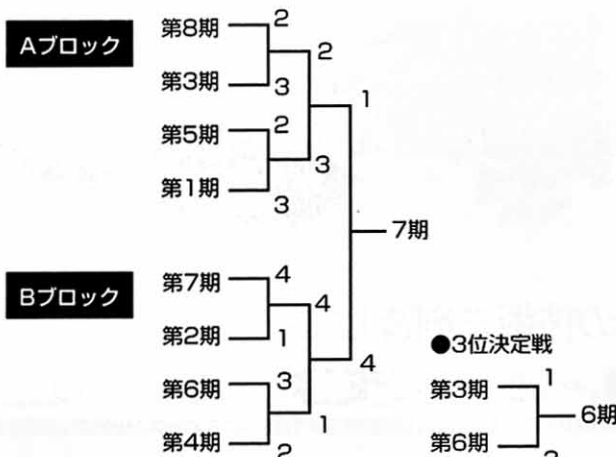 Aブロック
第8期 2
2
第3期 3
1
第5期 2
3
第1期 3
7期
Bブロック
第7期 4
4
第2期 1
4
第6期 3
1
第4期 2
●3位決定戦
第3期 1
6期
第6期